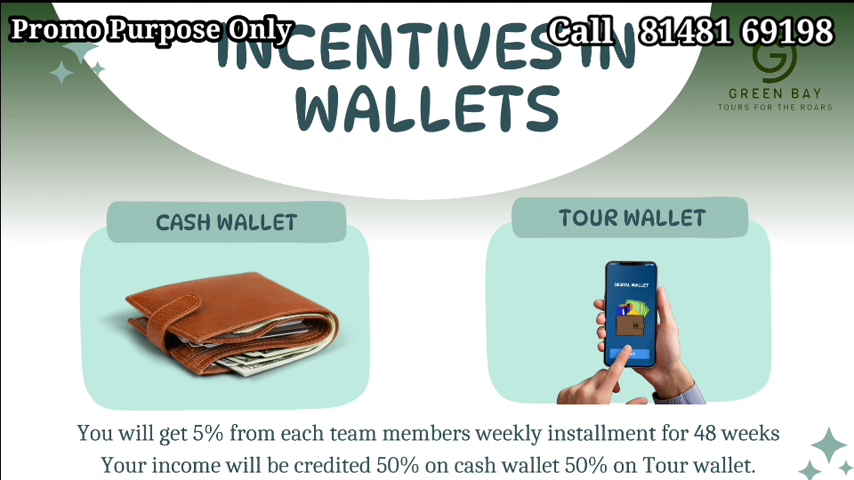 Promo Purpose Only
Call 81481 69198
INCENTIVES IN
WALLETS
GREEN BAY
TOURS FOR THE ROARS
CASH WALLET
TOUR WALLET
DIGITAL WALLET
You will get 5% from each team members weekly installment for 48 weeks
Your income will be credited 50% on cash wallet 50% on Tour wallet.